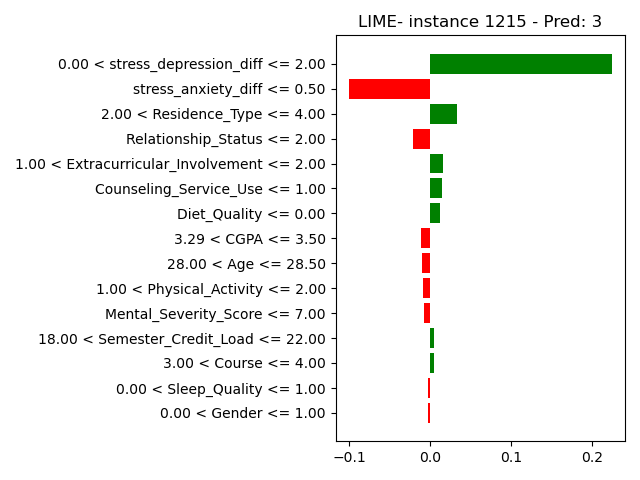 LIME- instance 1215 - Pred: 3
0.00 < stress_depression_diff <= 2.00
stress_anxiety_diff <= 0.50
2.00 < Residence_Type <= 4.00
Relationship_Status <= 2.00
1.00 < Extracurricular_Involvement <= 2.00
Counseling_Service_Use <= 1.00
Diet_Quality <= 0.00
3.29 < CGPA <= 3.50
28.00 < Age <= 28.50
1.00 < Physical_Activity <= 2.00
Mental_Severity_Score <= 7.00
18.00 < Semester_Credit_Load <= 22.00
3.00 < Course <= 4.00
0.00 < Sleep_Quality <= 1.00
0.00 < Gender <= 1.00
−0.1 0.0 0.1 0.2